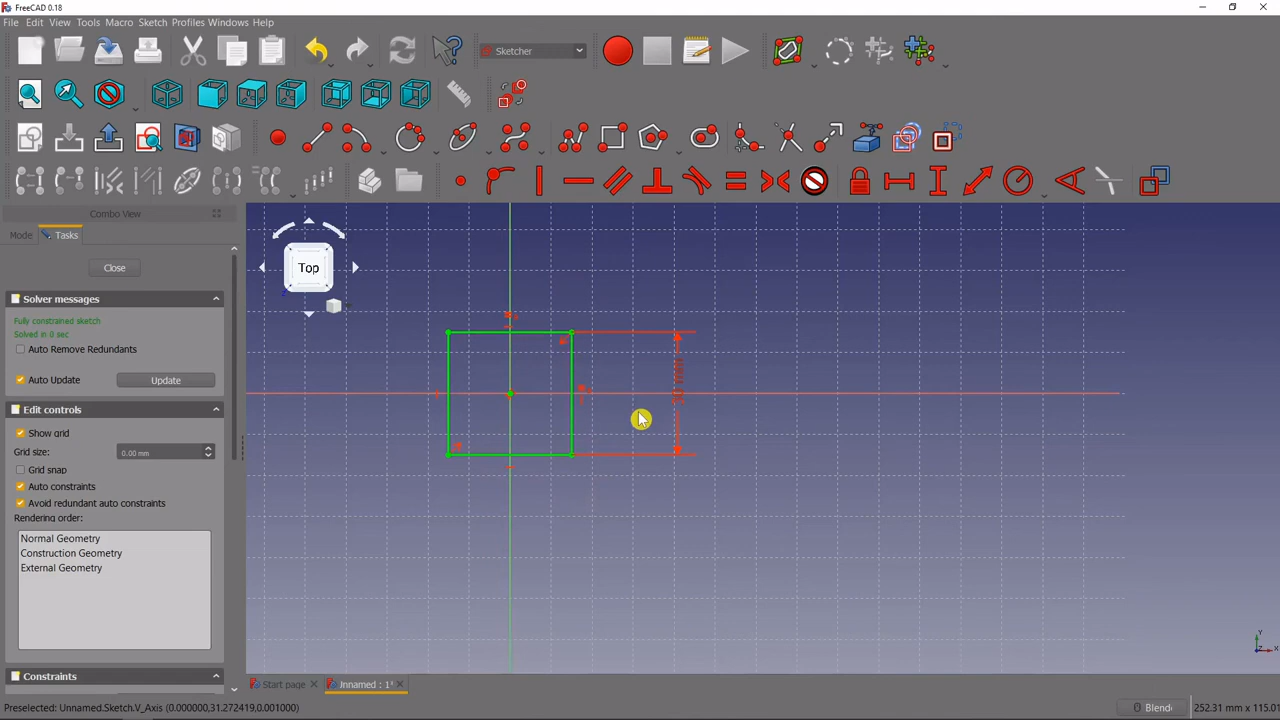 FreeCAD 0.18
File Edit View Tools Macro Sketch Profiles Windows Help
Sketcher
Combo View
Mode Tasks
Close
Solver messages
Fully constrained sketch
Solved in 0 sec
Auto Remove Redundants
Auto Update Update
Edit controls
Show grid
Grid size: 0.00 mm
Grid snap
Auto constraints
Avoid redundant auto constraints
Rendering order:
Normal Geometry
Construction Geometry
External Geometry
Constraints
Top
Z
Y
X
Start page
Jnnamed : 1*
Preselected: Unnamed.Sketch.V_Axis (0.000000,31.272419,0.001000)
Blende
252.31 mm x 115.01